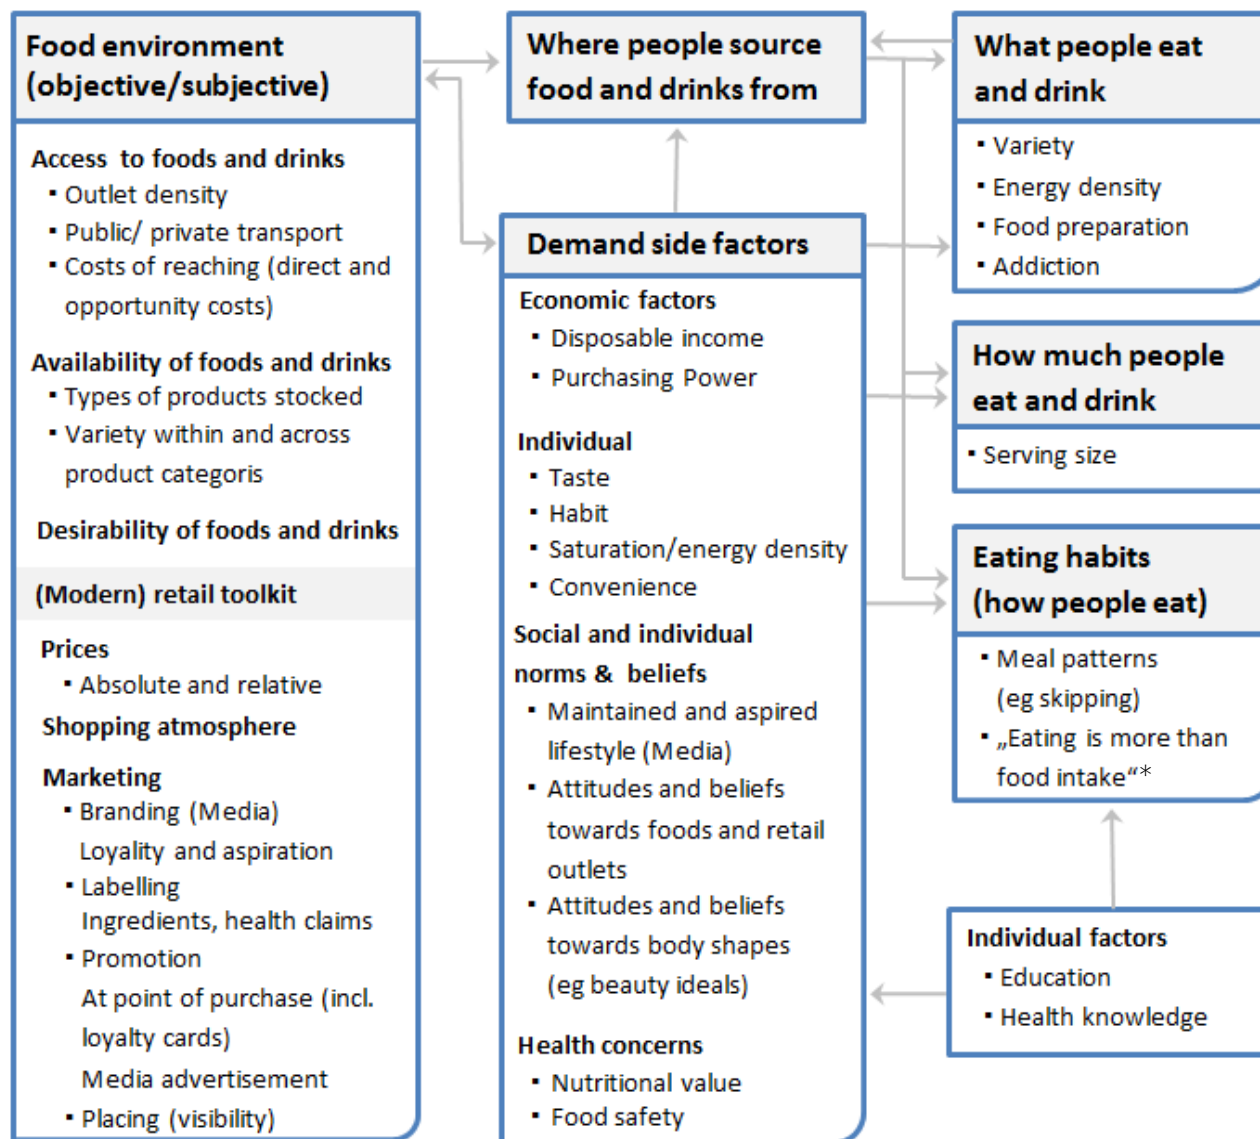 Food environment
(objective/subjective)
Access to foods and drinks
▪ Outlet density
▪ Public/ private transport
▪ Costs of reaching (direct and
opportunity costs)
Availability of foods and drinks
▪ Types of products stocked
▪ Variety within and across
product categoris
Desirability of foods and drinks
(Modern) retail toolkit
Prices
▪ Absolute and relative
Shopping atmosphere
Marketing
▪ Branding (Media)
Loyality and aspiration
▪ Labelling
Ingredients, health claims
▪ Promotion
At point of purchase (incl.
loyalty cards)
Media advertisement
▪ Placing (visibility)
Where people source
food and drinks from
Demand side factors
Economic factors
▪ Disposable income
▪ Purchasing Power
Individual
▪ Taste
▪ Habit
▪ Saturation/energy density
▪ Convenience
Social and individual
norms & beliefs
▪ Maintained and aspired
lifestyle (Media)
▪ Attitudes and beliefs
towards foods and retail
outlets
▪ Attitudes and beliefs
towards body shapes
(eg beauty ideals)
Health concerns
▪ Nutritional value
▪ Food safety
What people eat
and drink
▪ Variety
▪ Energy density
▪ Food preparation
▪ Addiction
How much people
eat and drink
▪ Serving size
Eating habits
(how people eat)
▪ Meal patterns
(eg skipping)
▪ „Eating is more than
food intake“*
Individual factors
▪ Education
▪ Health knowledge